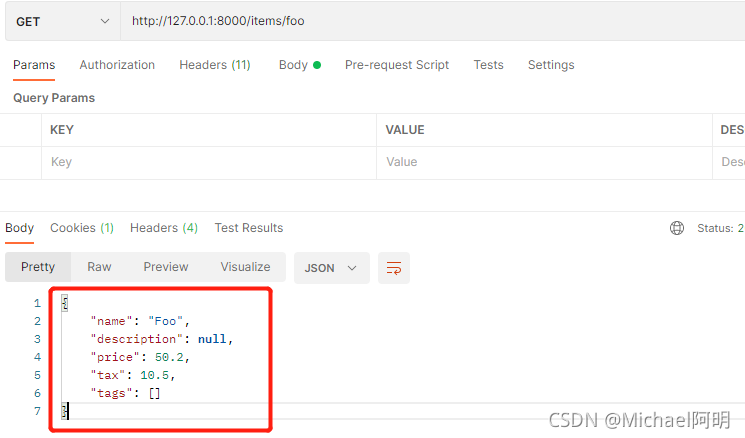 GET http://127.0.0.1:8000/items/foo
Params Authorization Headers (11) Body Pre-request Script Tests Settings
Query Params
KEY VALUE DES
Key Value Desc
Body Cookies (1) Headers (4) Test Results Status: 2
Pretty Raw Preview Visualize JSON
1 {
2 "name": "Foo",
3 "description": null,
4 "price": 50.2,
5 "tax": 10.5,
6 "tags": []
7 }
CSDN @Michael阿明